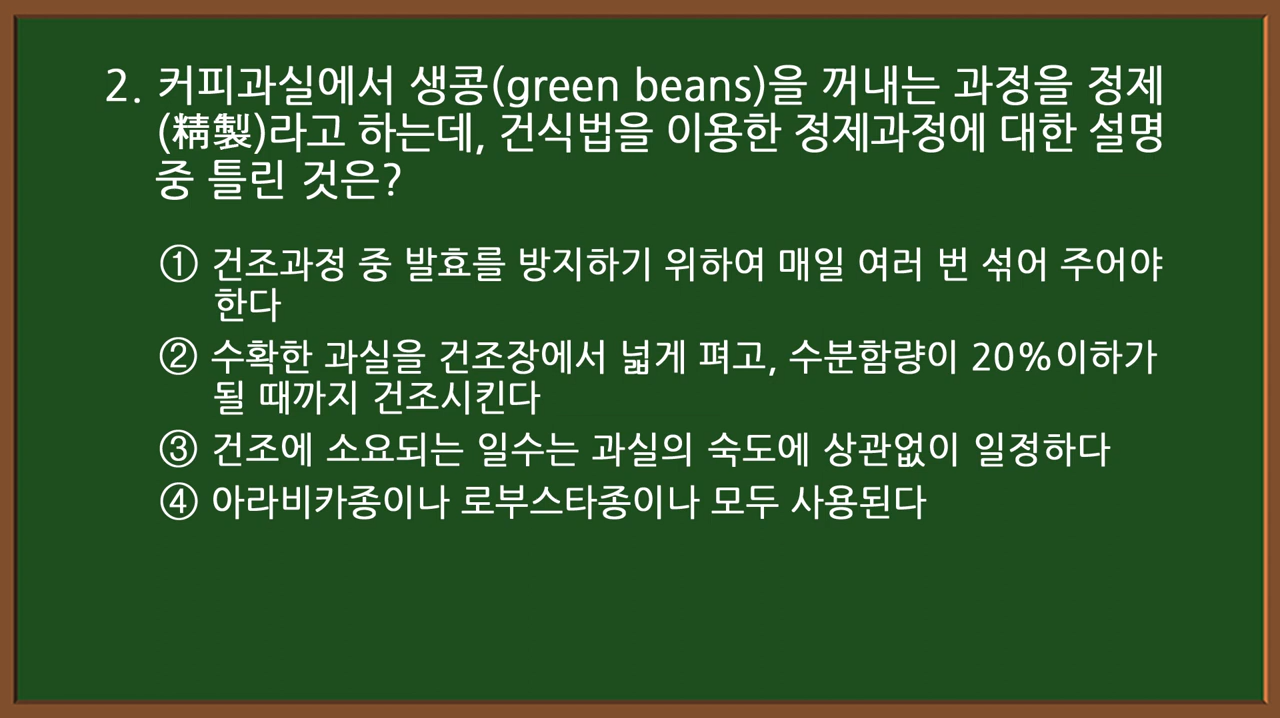 2. 커피과실에서 생콩(green beans)을 꺼내는 과정을 정제
(精製)라고 하는데, 건식법을 이용한 정제과정에 대한 설명
중 틀린 것은?
① 건조과정 중 발효를 방지하기 위하여 매일 여러 번 섞어 주어야
한다
② 수확한 과실을 건조장에서 넓게 펴고, 수분함량이 20%이하가
될 때까지 건조시킨다
③ 건조에 소요되는 일수는 과실의 숙도에 상관없이 일정하다
④ 아라비카종이나 로부스타종이나 모두 사용된다